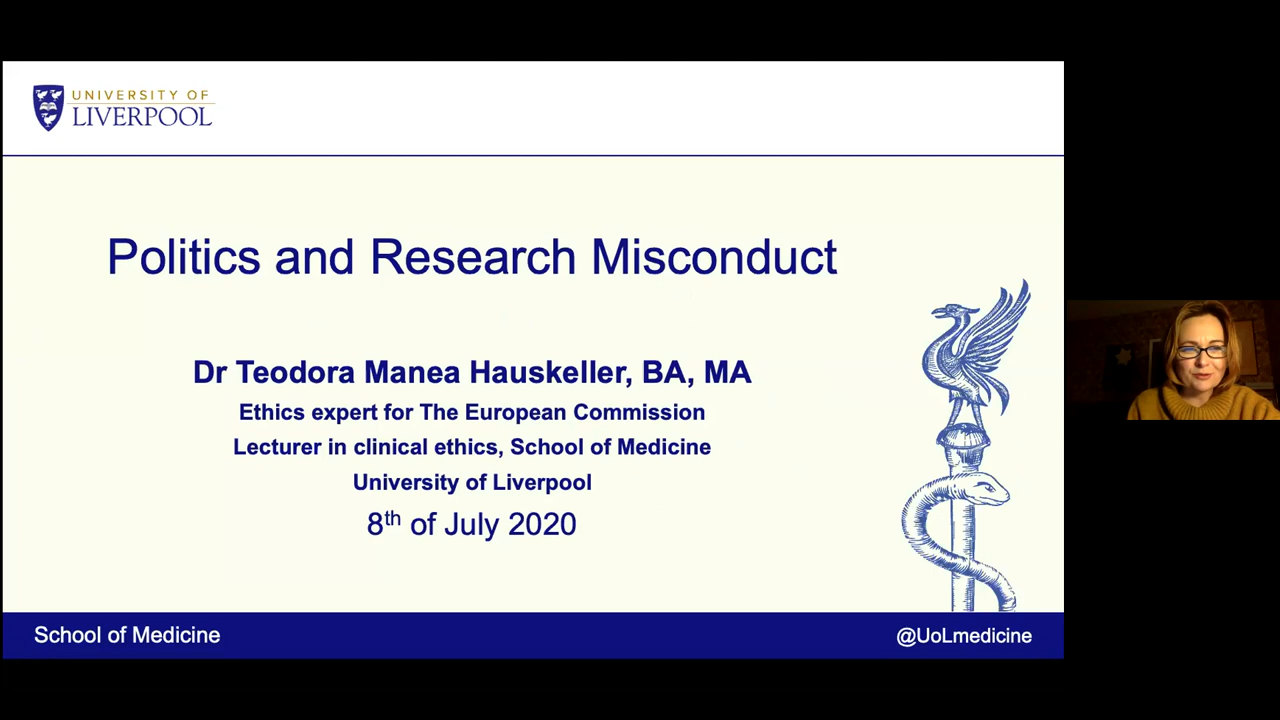 UNIVERSITY OF
LIVERPOOL
Politics and Research Misconduct
Dr Teodora Manea Hauskeller, BA, MA
Ethics expert for The European Commission
Lecturer in clinical ethics, School of Medicine
University of Liverpool
8th of July 2020
School of Medicine
@UoLmedicine